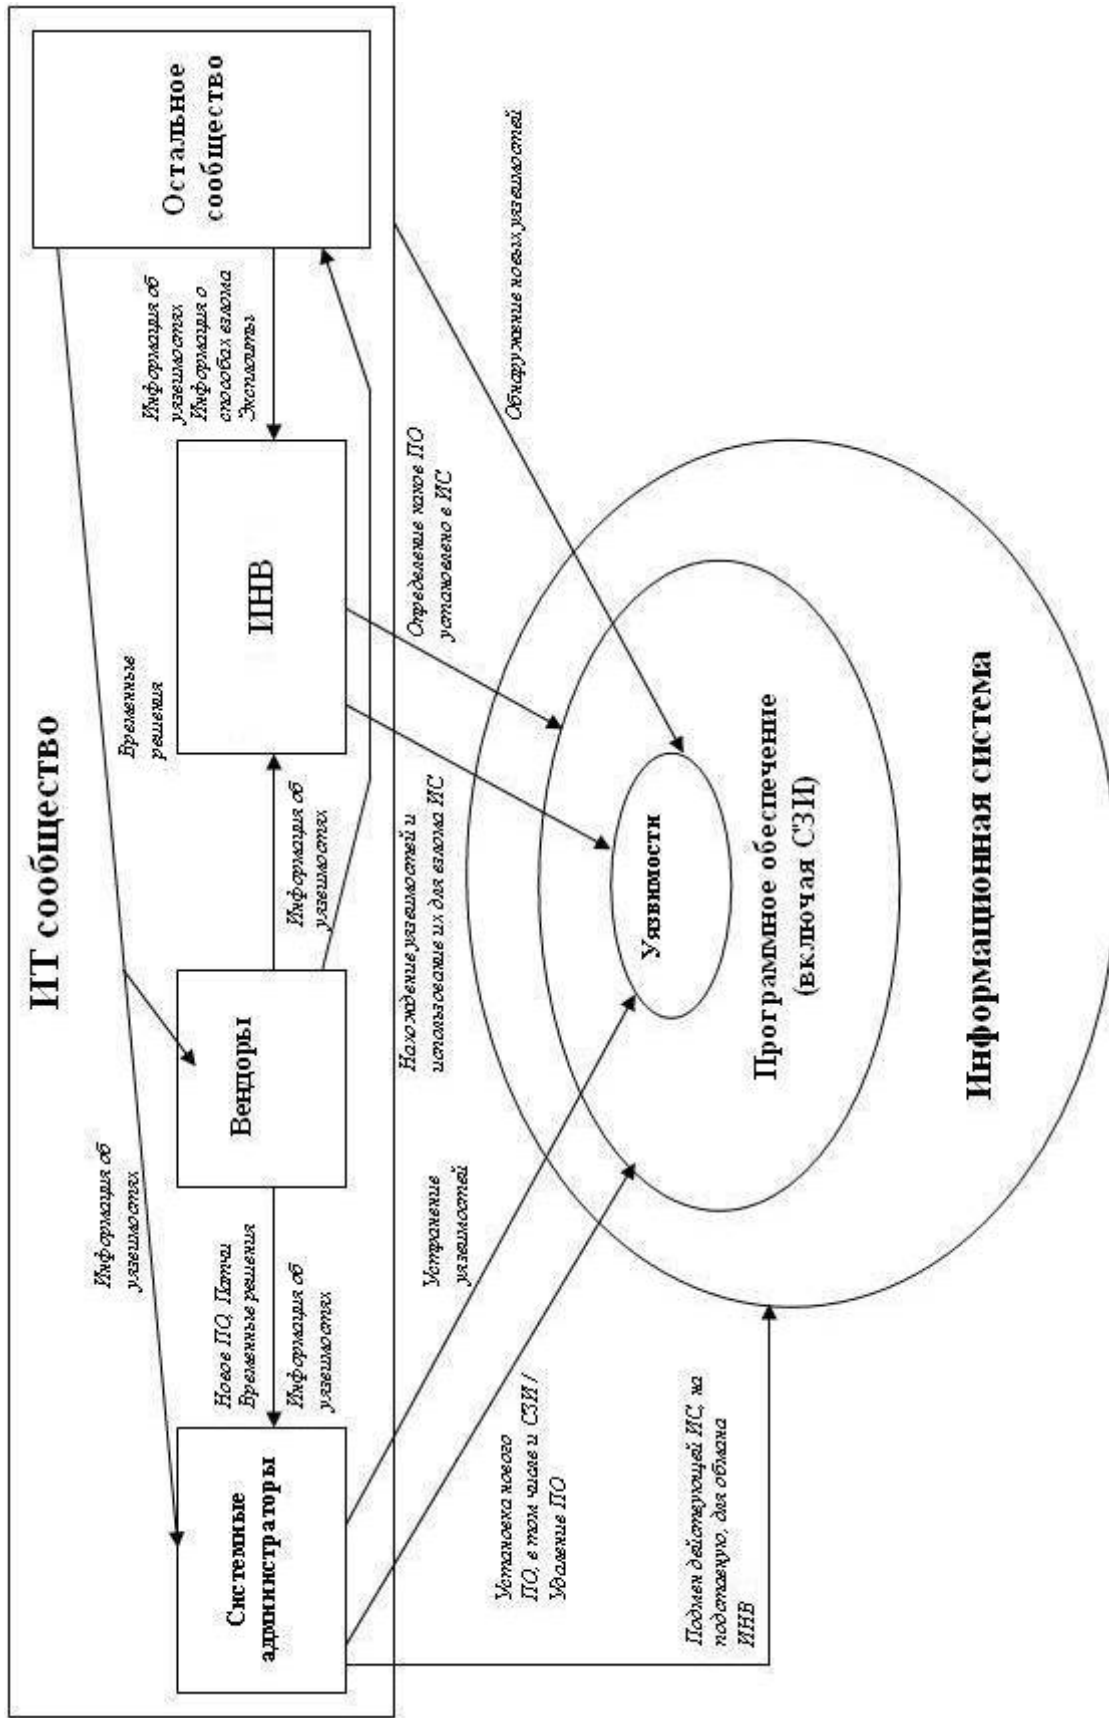 ИТ сообщество
Остальное
сообщество
Информация об
уязвимостях
Информация о
способах взлома
Эксплоиты
ИНВ
Временные
решения
Информация об
уязвимостях
Вендоры
Информация об
уязвимостях
Новое ПО, Патчи
Временные решения
Информация об
уязвимостях
Системные
администраторы
Обнаружение новых уязвимостей
Определение какое ПО
установлено в ИС
Нахождение уязвимостей и
использование их для взлома ИС
Устранение
уязвимостей
Установка нового
ПО, в том числе и СЗИ /
Удаление ПО
Подмен действующей ИС, на
подставную, для обмана
ИНВ
Уязвимости
Программное обеспечение
(включая СЗИ)
Информационная система